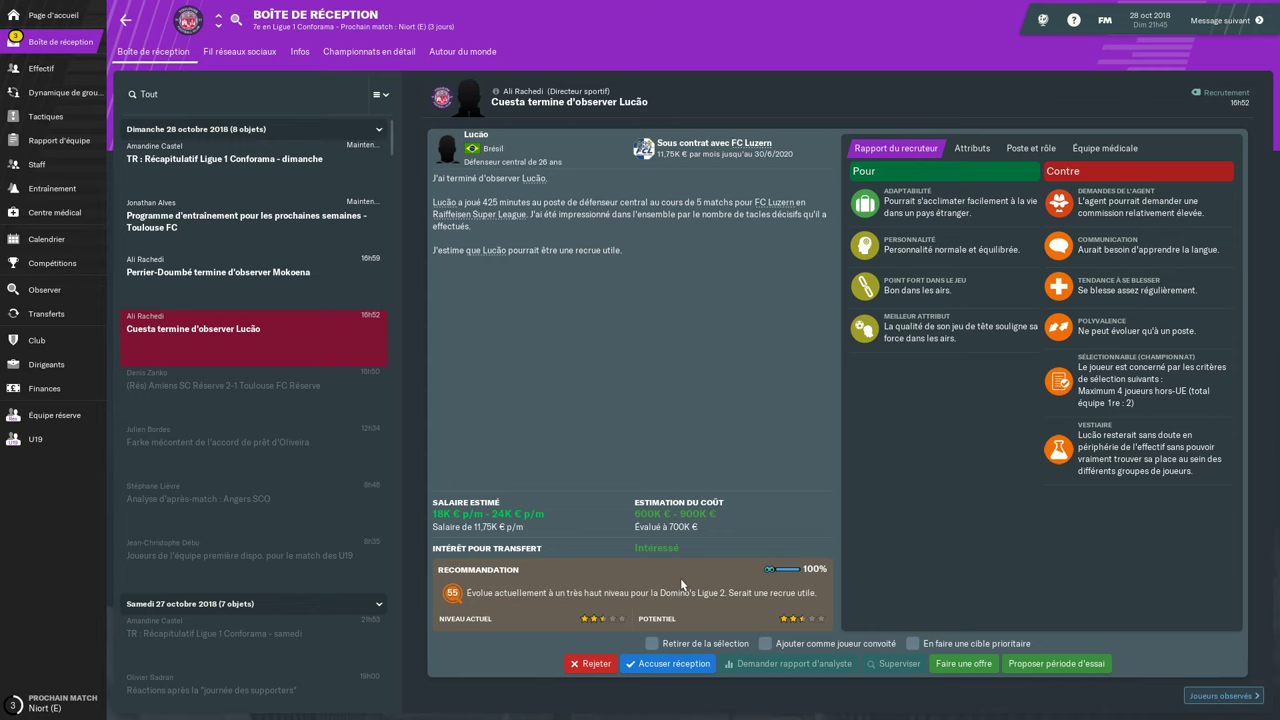 Page d'accueil
3
Boîte de réception
Effectif
Dynamique de grou...
Tactiques
Rapport d'équipe
Staff
Entraînement
Centre médical
Calendrier
Compétitions
Observer
Transferts
Club
Dirigeants
Finances
Équipe réserve
U19
3
PROCHAIN MATCH
Niort (E)
BOÎTE DE RÉCEPTION
7e en Ligue 1 Conforama - Prochain match : Niort (E) (3 jours)
FM
28 oct 2018
Dim 21h45
Message suivant
Boîte de réception
Fil réseaux sociaux
Infos
Championnats en détail
Autour du monde
Tout
Dimanche 28 octobre 2018 (8 objets)
Amandine Castel
Mainten...
TR : Récapitulatif Ligue 1 Conforama - dimanche
Jonathan Alves
Mainten...
Programme d'entraînement pour les prochaines semaines -
Toulouse FC
Ali Rachedi
16h59
Perrier-Doumbé termine d'observer Mokoena
Ali Rachedi
16h52
Cuesta termine d'observer Lucão
Denis Zanko
16h50
(Rés) Amiens SC Réserve 2-1 Toulouse FC Réserve
Julien Bordes
12h34
Farke mécontent de l'accord de prêt d'Oliveira
Stéphane Lièvre
8h48
Analyse d'après-match : Angers SCO
Jean-Christophe Débu
8h35
Joueurs de l'équipe première dispo. pour le match des U19
Samedi 27 octobre 2018 (7 objets)
Amandine Castel
21h53
TR : Récapitulatif Ligue 1 Conforama - samedi
Olivier Sadran
19h00
Réactions après la "journée des supporters"
Ali Rachedi (Directeur sportif)
Cuesta termine d'observer Lucão
Recrutement
16h52
Lucão
Brésil
Défenseur central de 26 ans
Sous contrat avec FC Luzern
11,75K € par mois jusqu'au 30/6/2020
J'ai terminé d'observer Lucão.
Lucão a joué 425 minutes au poste de défenseur central au cours de 5 matchs pour FC Luzern en
Raiffeisen Super League. J'ai été impressionné dans l'ensemble par le nombre de tacles décisifs qu'il a
effectués.
J'estime que Lucão pourrait être une recrue utile.
SALAIRE ESTIMÉ
18K € p/m - 24K € p/m
Salaire de 11,75K € p/m
ESTIMATION DU COÛT
600K € - 900K €
Évalué à 700K €
INTÉRÊT POUR TRANSFERT
Intéressé
RECOMMANDATION
100%
55
Évolue actuellement à un très haut niveau pour la Domino's Ligue 2. Serait une recrue utile.
NIVEAU ACTUEL
POTENTIEL
Rapport du recruteur
Attributs
Poste et rôle
Équipe médicale
Pour
ADAPTABILITÉ
Pourrait s'acclimater facilement à la vie
dans un pays étranger.
PERSONNALITÉ
Personnalité normale et équilibrée.
POINT FORT DANS LE JEU
Bon dans les airs.
MEILLEUR ATTRIBUT
La qualité de son jeu de tête souligne sa
force dans les airs.
Contre
DEMANDES DE L'AGENT
L'agent pourrait demander une
commission relativement élevée.
COMMUNICATION
Aurait besoin d'apprendre la langue.
TENDANCE À SE BLESSER
Se blesse assez régulièrement.
POLYVALENCE
Ne peut évoluer qu'à un poste.
SÉLECTIONNABLE (CHAMPIONNAT)
Le joueur est concerné par les critères
de sélection suivants :
Maximum 4 joueurs hors-UE (total
équipe 1re : 2)
VESTIAIRE
Lucão resterait sans doute en
périphérie de l'effectif sans pouvoir
vraiment trouver sa place au sein des
différents groupes de joueurs.
Retirer de la sélection
Ajouter comme joueur convoité
En faire une cible prioritaire
Rejeter
Accuser réception
Demander rapport d'analyste
Superviser
Faire une offre
Proposer période d'essai
Joueurs observés